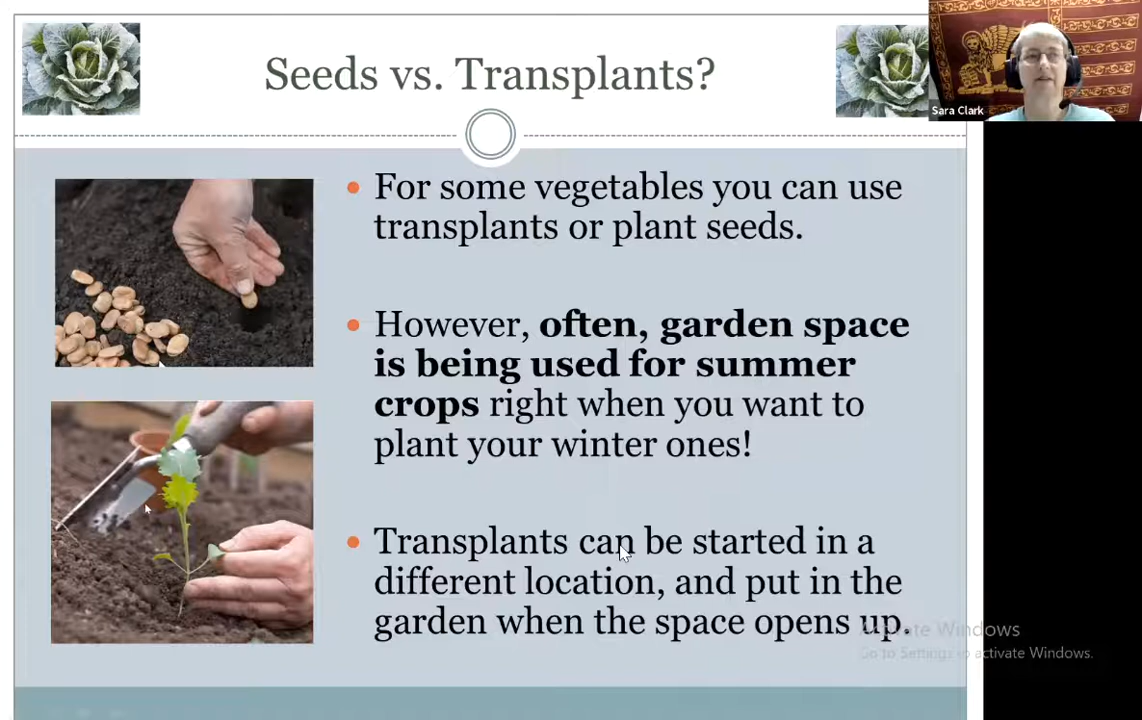 Seeds vs. Transplants?
Sara Clark
For some vegetables you can use
transplants or plant seeds.
However, often, garden space
is being used for summer
crops right when you want to
plant your winter ones!
Transplants can be started in a
different location, and put in the
garden when the space opens up.
Activate Windows
Go to Settings to activate Windows.